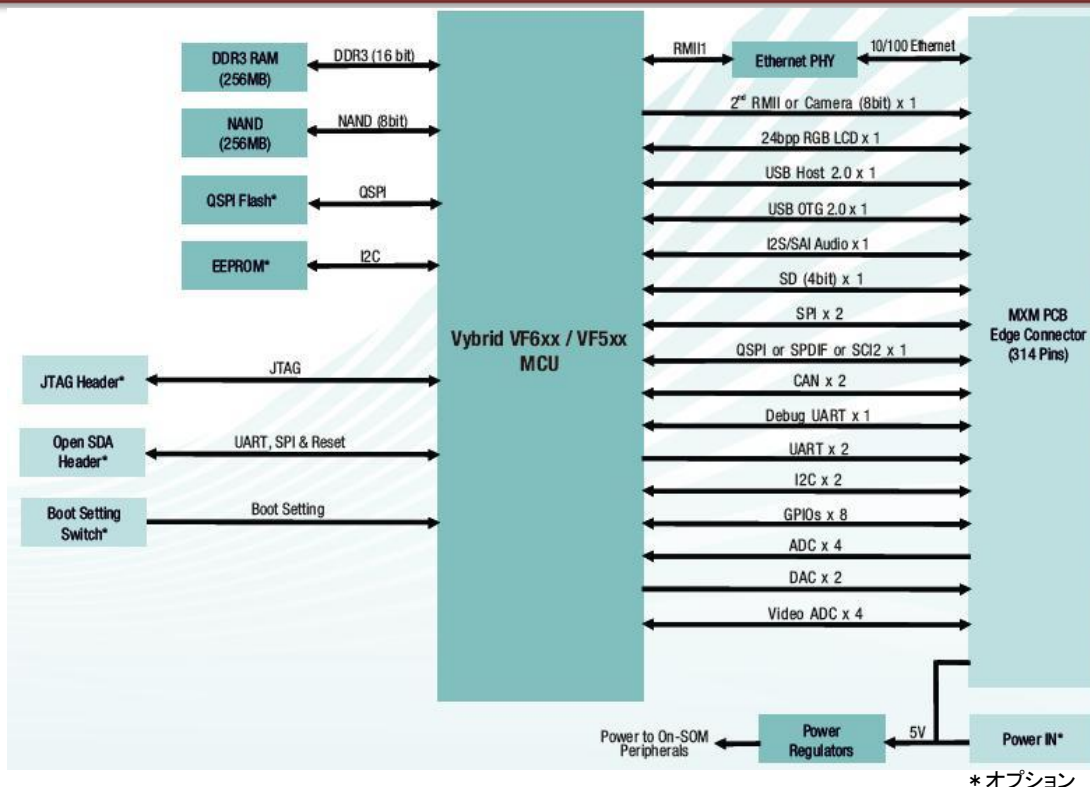 DDR3 RAM
(256MB)
DDR3 (16 bit)
NAND
(256MB)
NAND (8bit)
QSPI Flash*
QSPI
EEPROM*
I2C
JTAG Header*
JTAG
Open SDA
Header*
UART, SPI & Reset
Boot Setting
Switch*
Boot Setting
Vybrid VF6xx / VF5xx
MCU
RMII1
Ethernet PHY
10/100 Ethernet
2nd RMII or Camera (8bit) x 1
24bpp RGB LCD x 1
USB Host 2.0 x 1
USB OTG 2.0 x 1
I2S/SAI Audio x 1
SD (4bit) x 1
SPI x 2
QSPI or SPDIF or SCI2 x 1
CAN x 2
Debug UART x 1
UART x 2
I2C x 2
GPIOs x 8
ADC x 4
DAC x 2
Video ADC x 4
MXM PCB
Edge Connector
(314 Pins)
Power to On-SOM
Peripherals
Power
Regulators
5V
Power IN*
*オプション